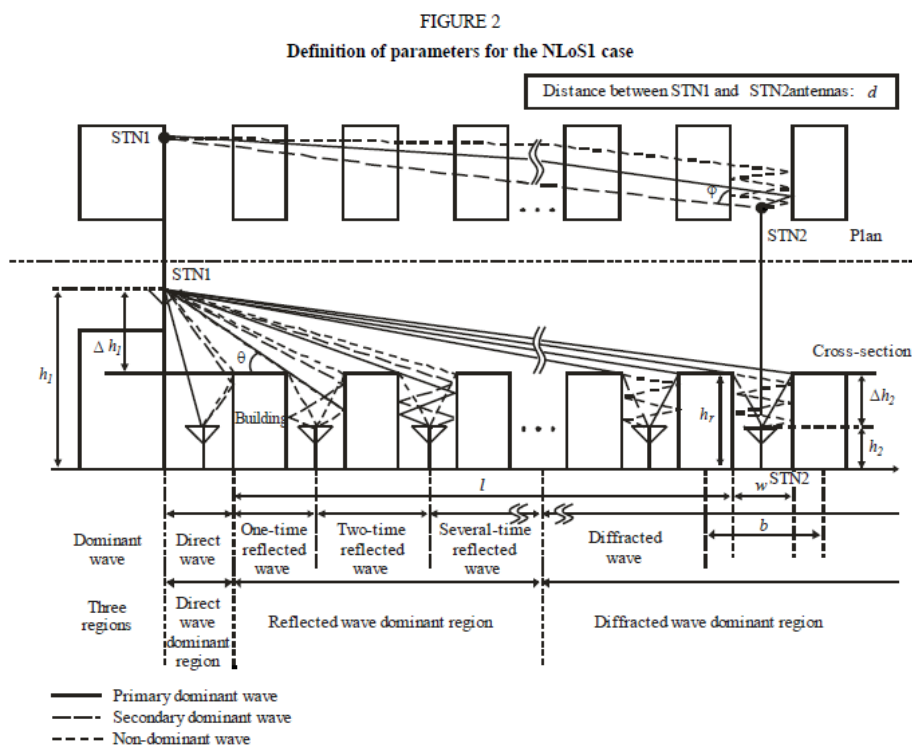 FIGURE 2
Definition of parameters for the NLoS1 case
Distance between STN1 and STN2antennas: d
STN1
φ
STN2
Plan
STN1
Cross-section
Δh1
θ
h1
Building
hr
Δh2
h2
STN2
l
w
b
Dominant
wave
Direct
wave
One-time
reflected
wave
Two-time
reflected
wave
Several-time
reflected
wave
Diffracted
wave
Three
regions
Direct
wave
dominant
region
Reflected wave dominant region
Diffracted wave dominant region
Primary dominant wave
Secondary dominant wave
Non-dominant wave